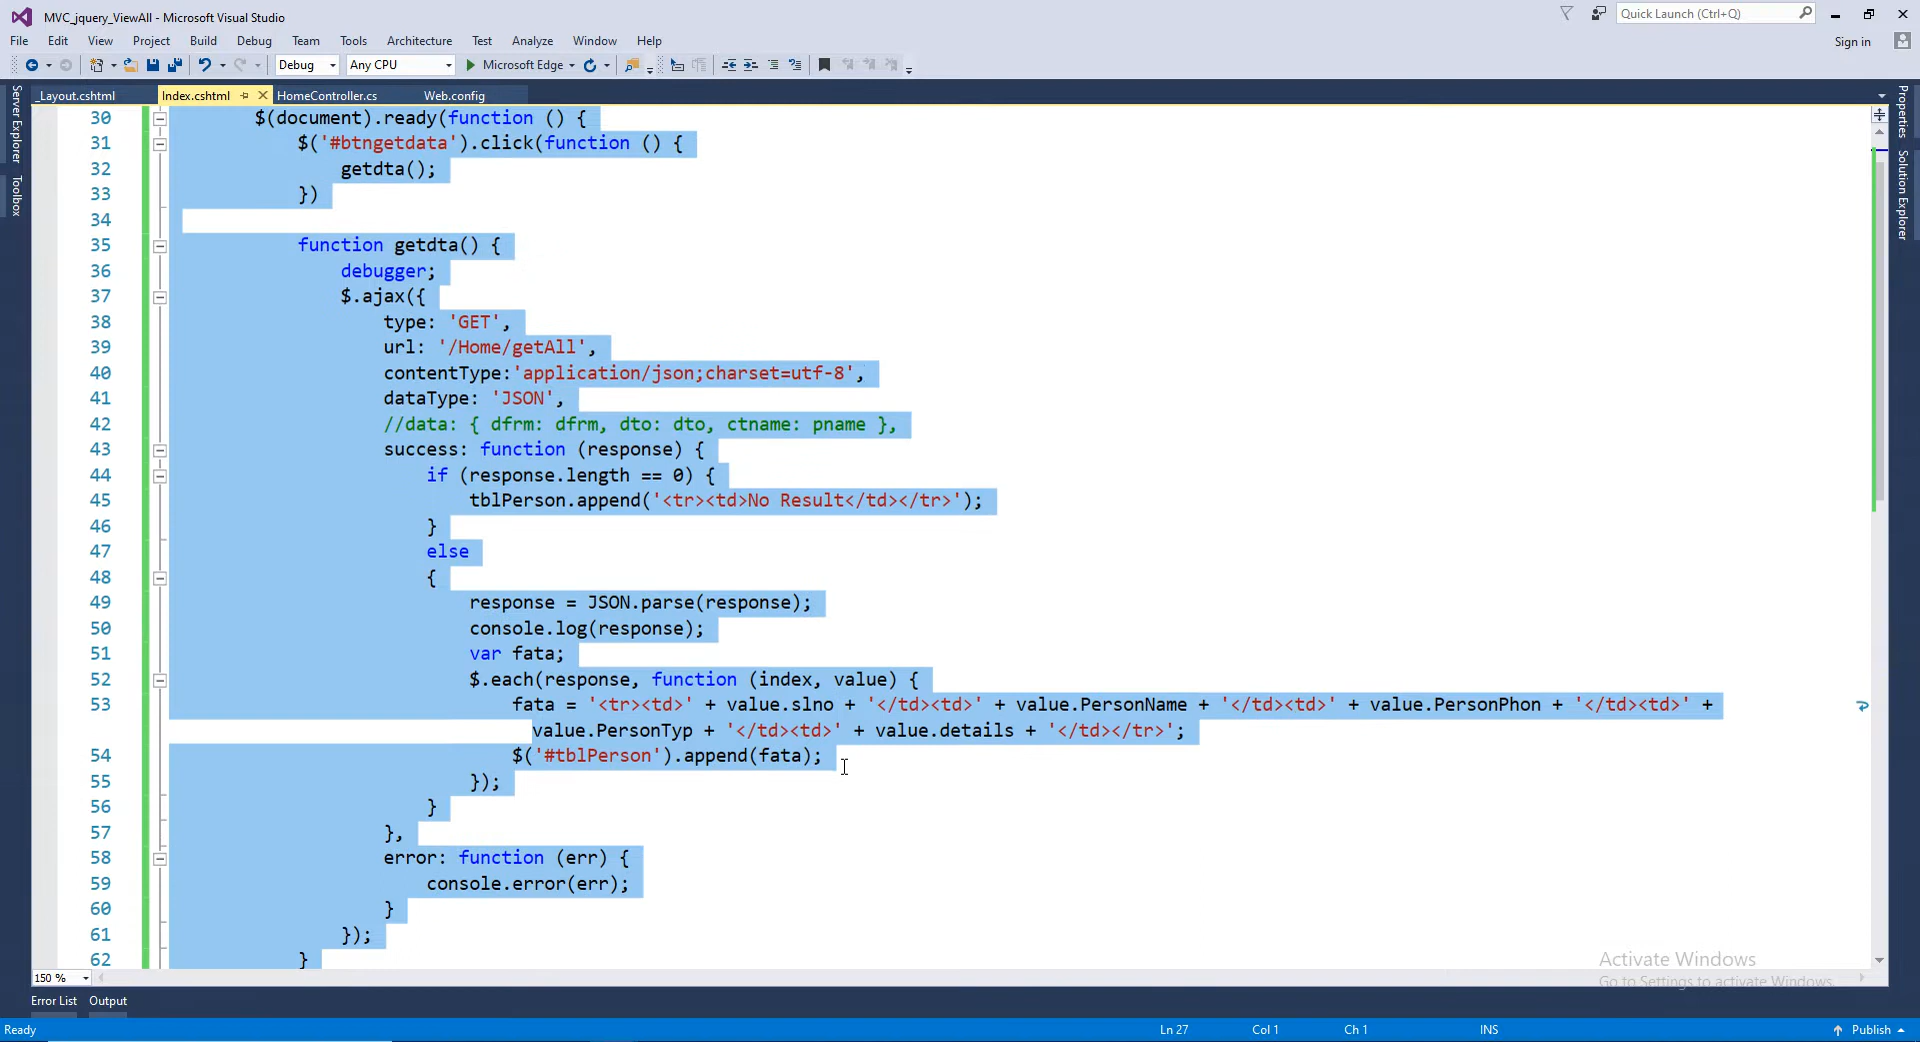 MVC_jquery_ViewAll - Microsoft Visual Studio
Quick Launch (Ctrl+Q)
File Edit View Project Build Debug Team Tools Architecture Test Analyze Window Help
Sign in
Debug Any CPU Microsoft Edge
_Layout.cshtml Index.cshtml HomeController.cs Web.config
Server Explorer
Toolbox
Properties
Solution Explorer
30 $(document).ready(function () {
31 $('#btngetdata').click(function () {
32 getdta();
33 })
34
35 function getdta() {
36 debugger;
37 $.ajax({
38 type: 'GET',
39 url: '/Home/getAll',
40 contentType:'application/json;charset=utf-8',
41 dataType: 'JSON',
42 //data: { dfrm: dfrm, dto: dto, ctname: pname },
43 success: function (response) {
44 if (response.length == 0) {
45 tblPerson.append('<tr><td>No Result</td></tr>');
46 }
47 else
48 {
49 response = JSON.parse(response);
50 console.log(response);
51 var fata;
52 $.each(response, function (index, value) {
53 fata = '<tr><td>' + value.slno + '</td><td>' + value.PersonName + '</td><td>' + value.PersonPhon + '</td><td>' +
value.PersonTyp + '</td><td>' + value.details + '</td></tr>';
54 $('#tblPerson').append(fata);
55 });
56 }
57 },
58 error: function (err) {
59 console.error(err);
60 }
61 });
62 }
Activate Windows
Go to Settings to activate Windows.
150 %
Error List Output
Ready Ln 27 Col 1 Ch 1 INS Publish